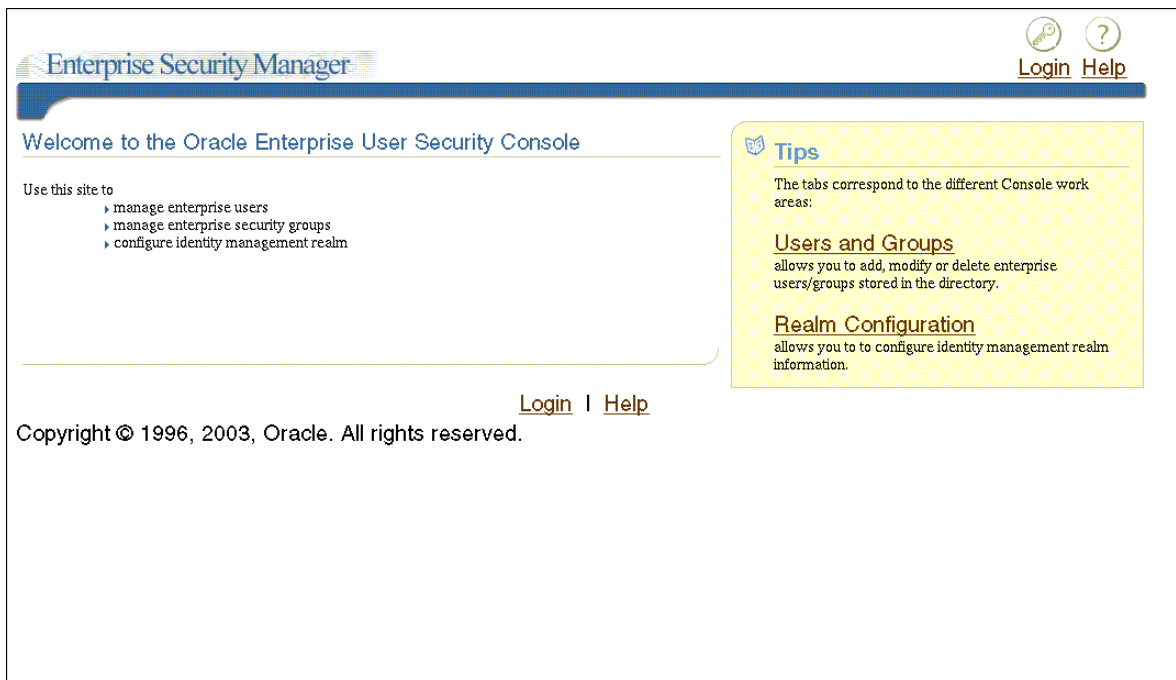 Enterprise Security Manager
Login Help
Welcome to the Oracle Enterprise User Security Console
Use this site to
manage enterprise users
manage enterprise security groups
configure identity management realm
Tips
The tabs correspond to the different Console work
areas:
Users and Groups
allows you to add, modify or delete enterprise
users/groups stored in the directory.
Realm Configuration
allows you to to configure identity management realm
information.
Login | Help
Copyright © 1996, 2003, Oracle. All rights reserved.